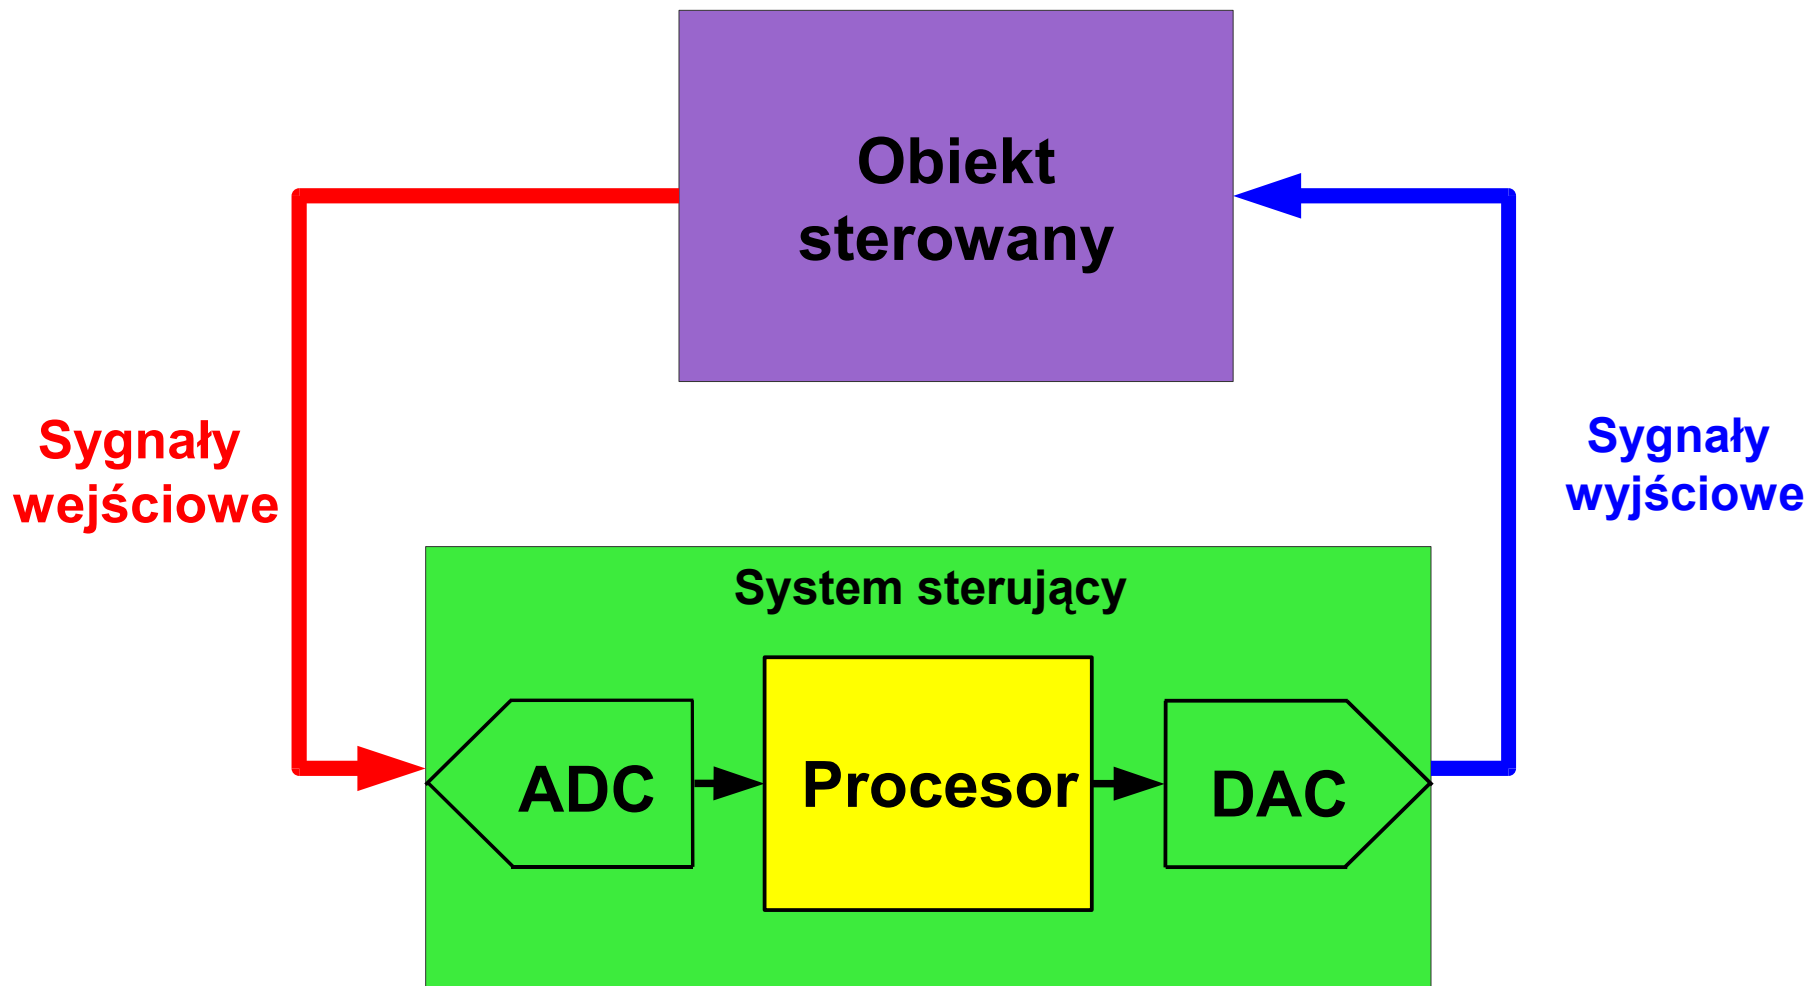 Obiekt
sterowany
Sygnały
wejściowe
Sygnały
wyjściowe
System sterujący
ADC
Procesor
DAC